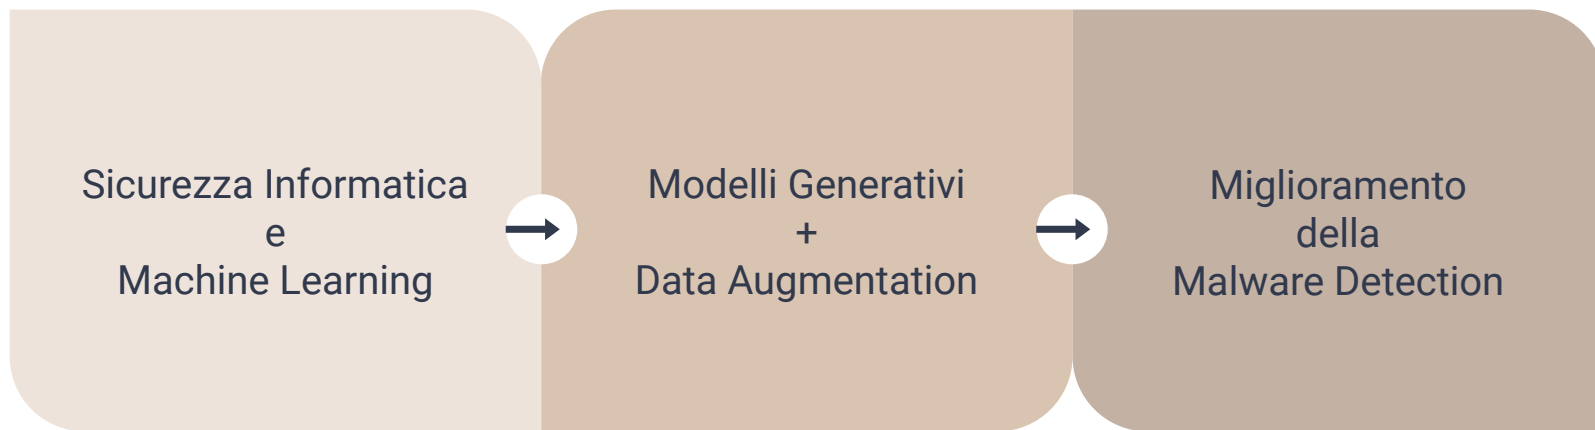 Sicurezza Informatica
e
Machine Learning
Modelli Generativi
+
Data Augmentation
Miglioramento
della
Malware Detection